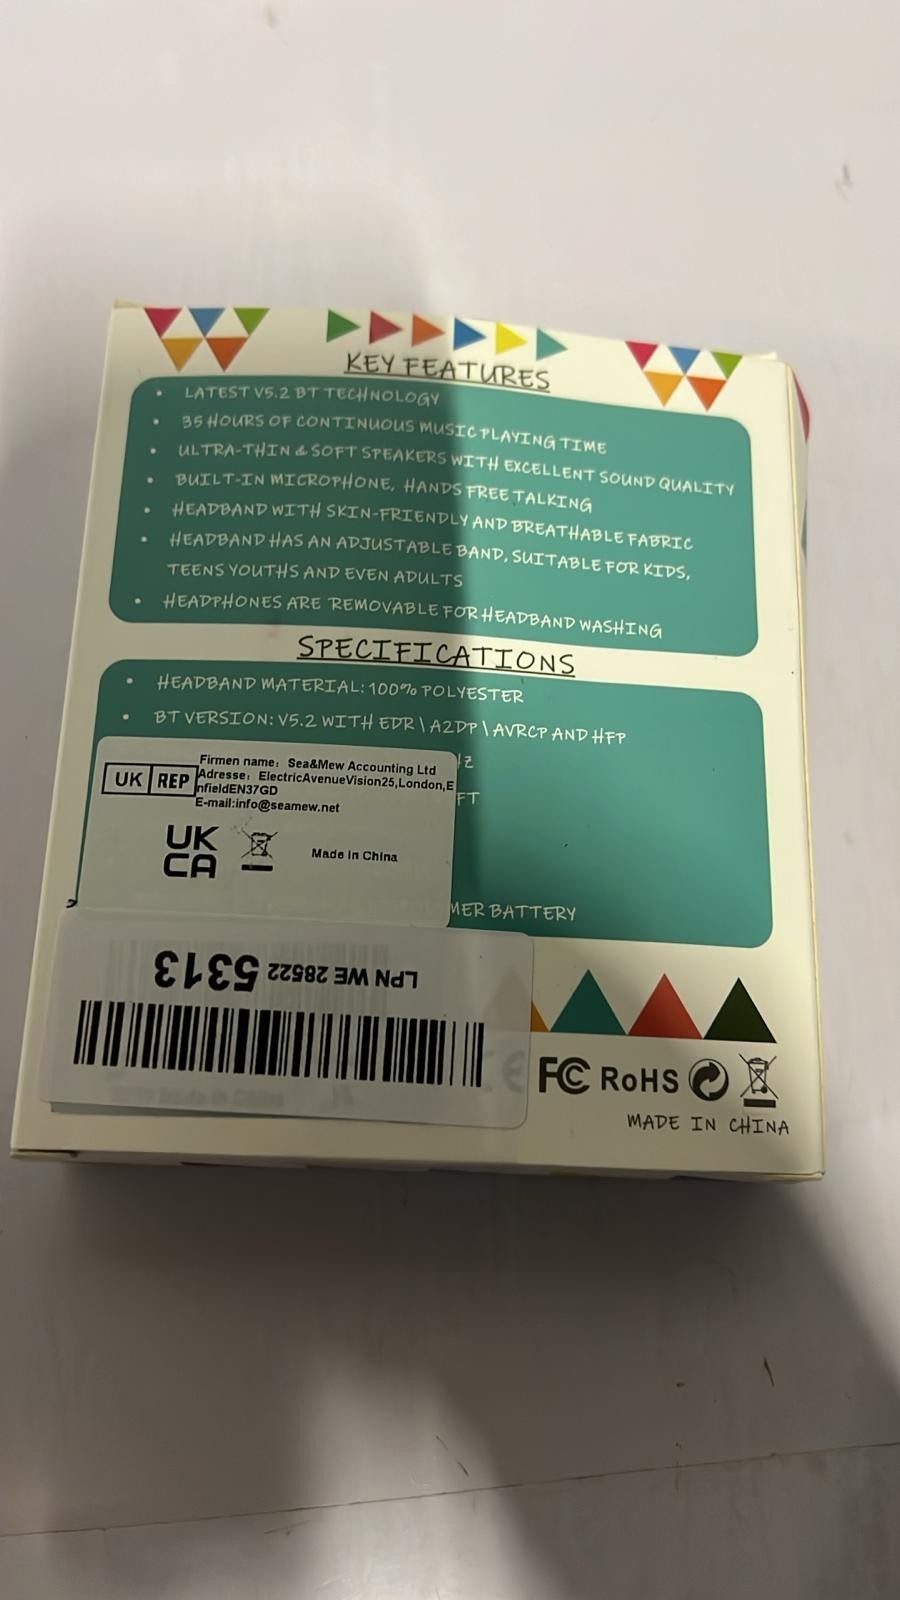 KEY FEATURES
• LATEST V5.2 BT TECHNOLOGY
• 35 HOURS OF CONTINUOUS MUSIC PLAYING TIME
• ULTRA-THIN & SOFT SPEAKERS WITH EXCELLENT SOUND QUALITY
• BUILT-IN MICROPHONE, HANDS FREE TALKING
• HEADBAND WITH SKIN-FRIENDLY AND BREATHABLE FABRIC
• HEADBAND HAS AN ADJUSTABLE BAND, SUITABLE FOR KIDS,
TEENS YOUTHS AND EVEN ADULTS
• HEADPHONES ARE REMOVABLE FOR HEADBAND WASHING
SPECIFICATIONS
• HEADBAND MATERIAL: 100% POLYESTER
• BT VERSION: V5.2 WITH EDR \ A2DP \ AVRCP AND HFP
HZ
FT
MER BATTERY
UK REP
Firmen name: Sea&Mew Accounting Ltd
Adresse: ElectricAvenueVision25,London,E
nfieldEN37GD
E-mail:info@seamew.net
UK
CA
Made in China
LPN WE 28522 5313
CE FC RoHS
MADE IN CHINA